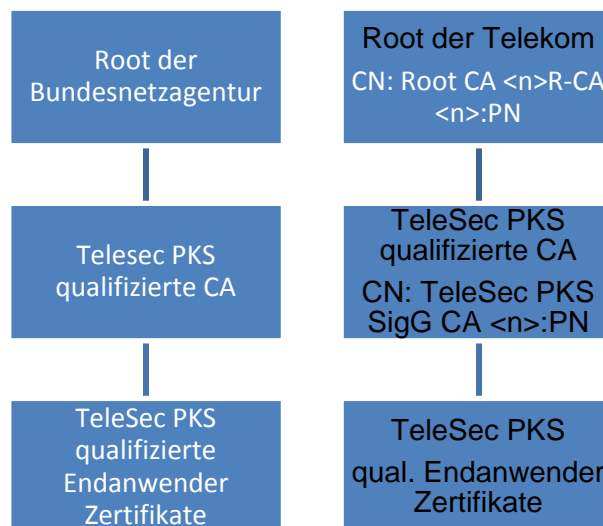 Root der
Bundesnetzagentur
Telesec PKS
qualifizierte CA
TeleSec PKS
qualifizierte
Endanwender
Zertifikate
Root der Telekom
CN: Root CA <n>R-CA
<n>:PN
TeleSec PKS
qualifizierte CA
CN: TeleSec PKS
SigG CA <n>:PN
TeleSec PKS
qual. Endanwender
Zertifikate